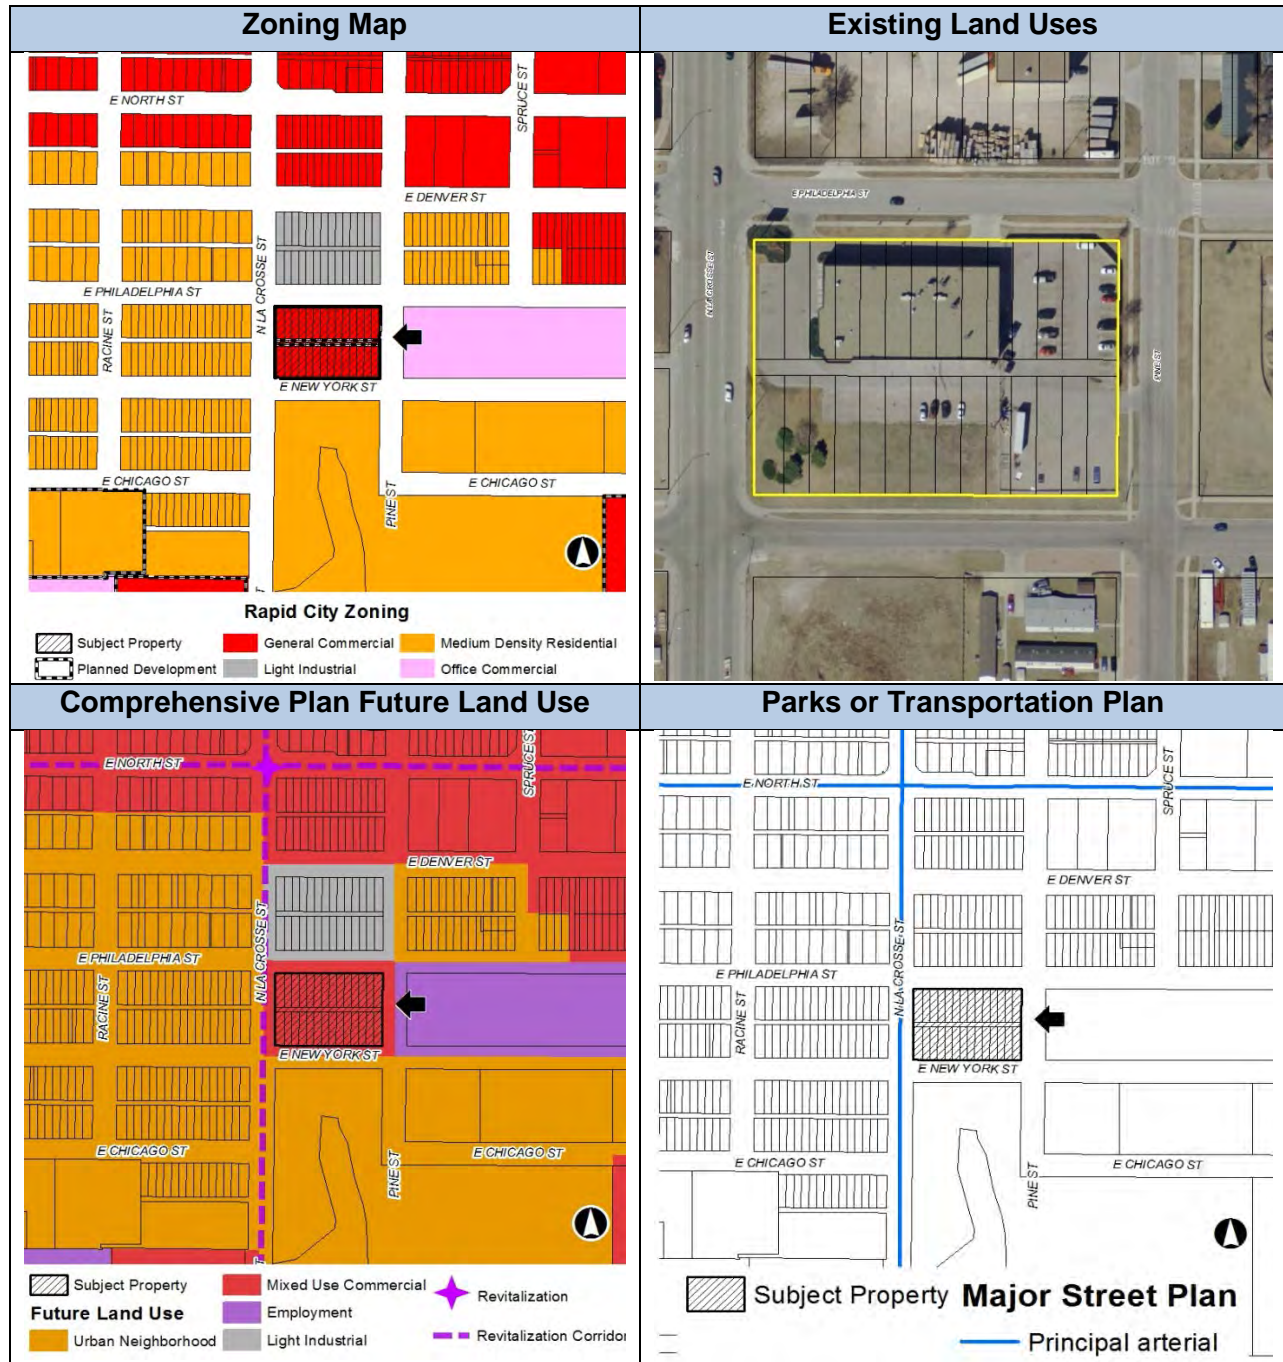 Zoning Map
E NORTH ST
SPRUCE ST
E DENVER ST
N LA CROSSE ST
E PHILADELPHIA ST
RACINE ST
E NEW YORK ST
E CHICAGO ST
E CHICAGO ST
PINE ST
T
Rapid City Zoning
Subject Property
General Commercial
Medium Density Residential
Planned Development
Light Industrial
Office Commercial
Existing Land Uses
E PHILADELPHIA ST
N LA CROSSE ST
PINE ST
Comprehensive Plan Future Land Use
E NORTH ST
SPRUCE ST
E DENVER ST
N LA CROSSE ST
E PHILADELPHIA ST
RACINE ST
E NEW YORK ST
E CHICAGO ST
E CHICAGO ST
PINE ST
T
Subject Property
Mixed Use Commercial
Revitalization
Future Land Use
Employment
Urban Neighborhood
Light Industrial
Revitalization Corridor
Parks or Transportation Plan
E NORTH ST
SPRUCE ST
E DENVER ST
N LA CROSSE ST
E PHILADELPHIA ST
RACINE ST
E NEW YORK ST
E CHICAGO ST
E CHICAGO ST
PINE ST
Subject Property
Major Street Plan
Principal arterial